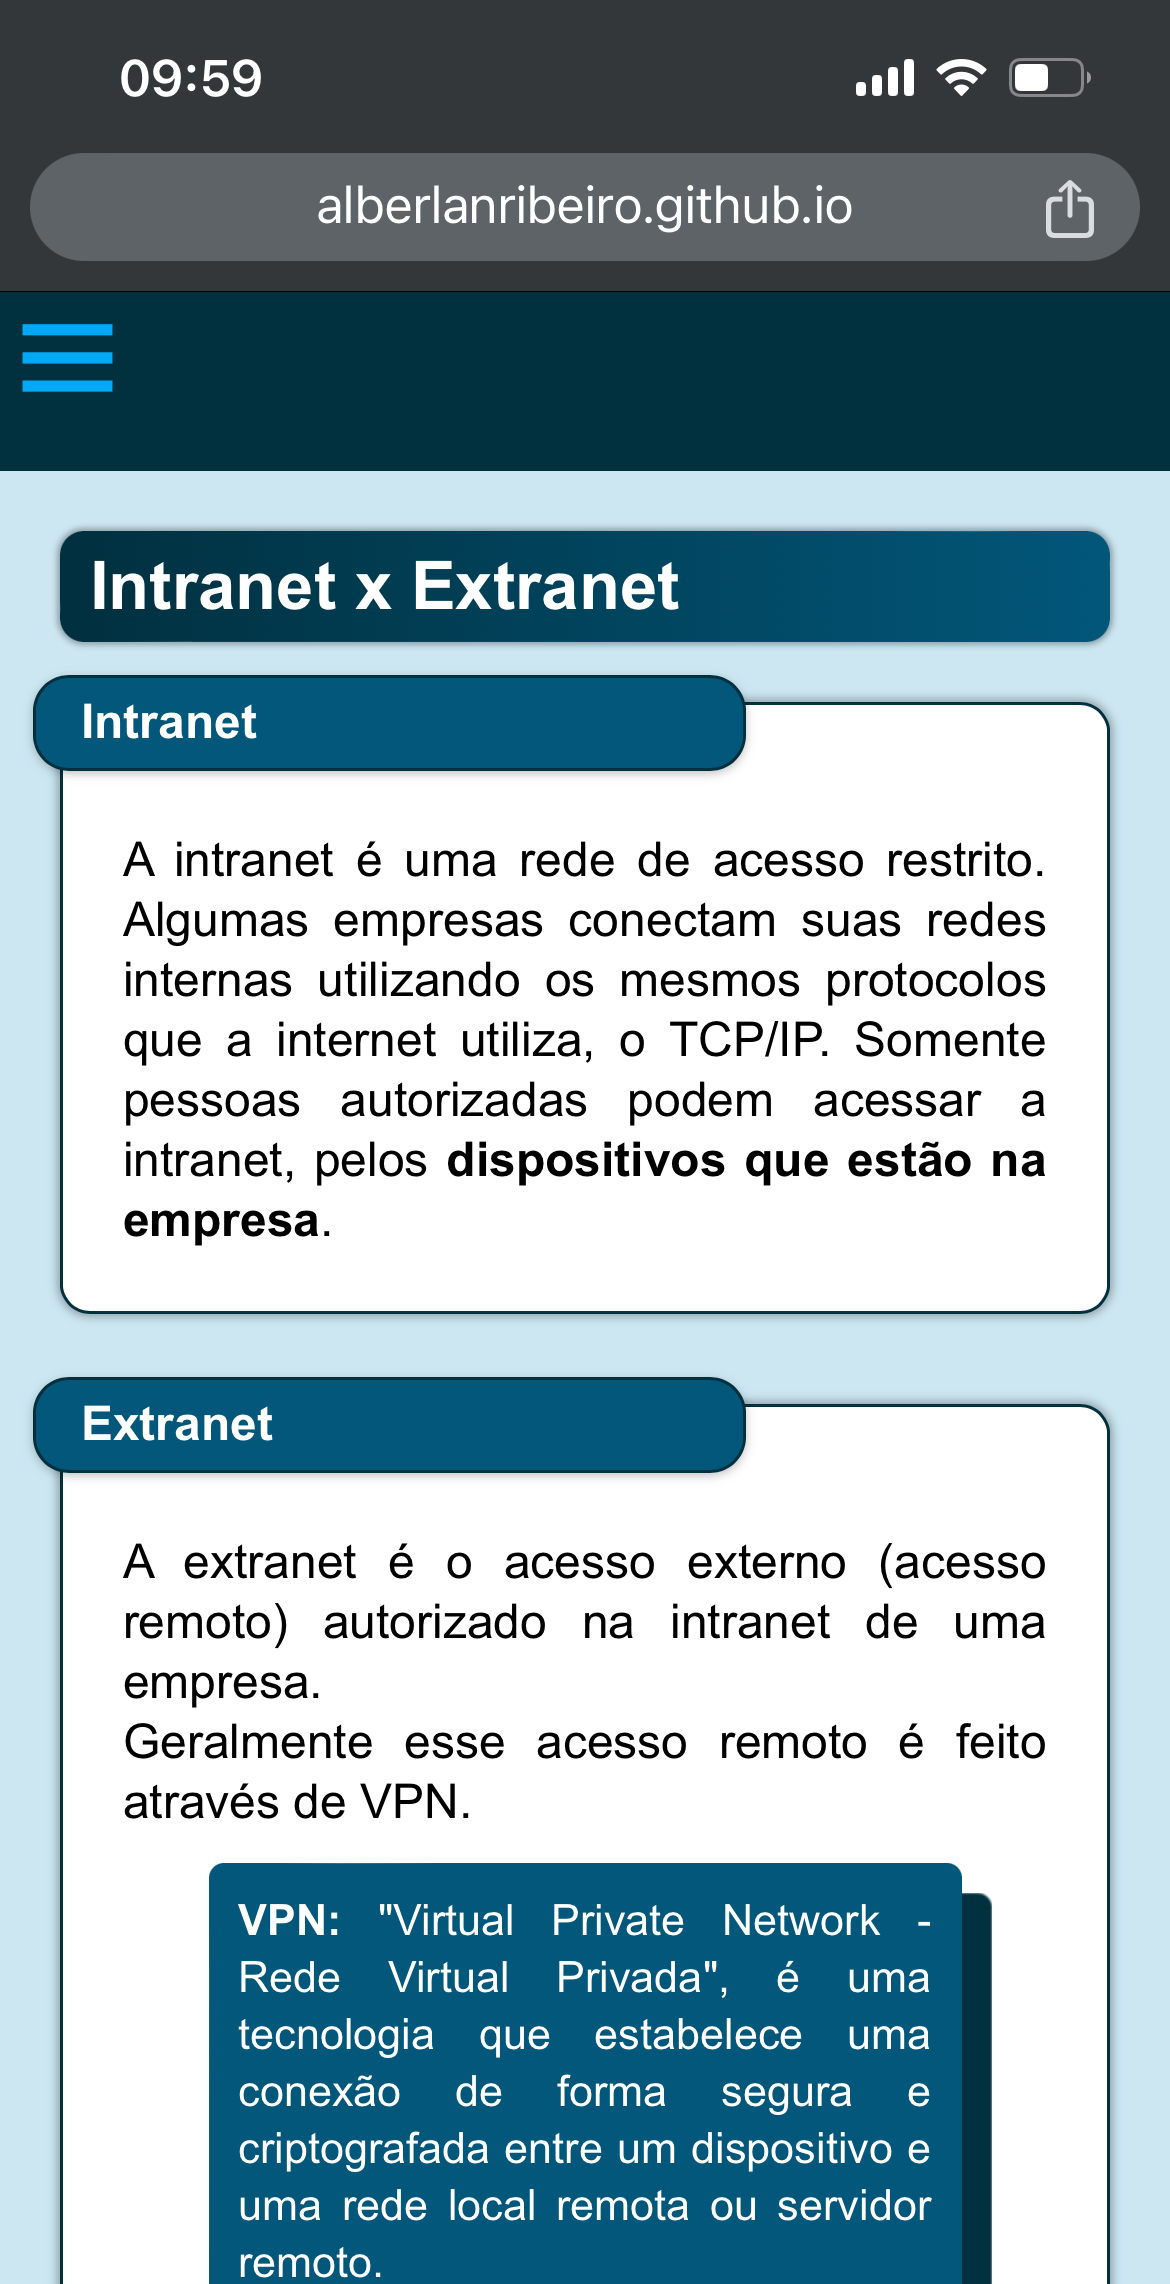 09:59
alberlanribeiro.github.io
Intranet x Extranet
Intranet
A intranet é uma rede de acesso restrito.
Algumas empresas conectam suas redes
internas utilizando os mesmos protocolos
que a internet utiliza, o TCP/IP. Somente
pessoas autorizadas podem acessar a
intranet, pelos dispositivos que estão na
empresa.
Extranet
A extranet é o acesso externo (acesso
remoto) autorizado na intranet de uma
empresa.
Geralmente esse acesso remoto é feito
através de VPN.
VPN: "Virtual Private Network -
Rede Virtual Privada", é uma
tecnologia que estabelece uma
conexão de forma segura e
criptografada entre um dispositivo e
uma rede local remota ou servidor
remoto.